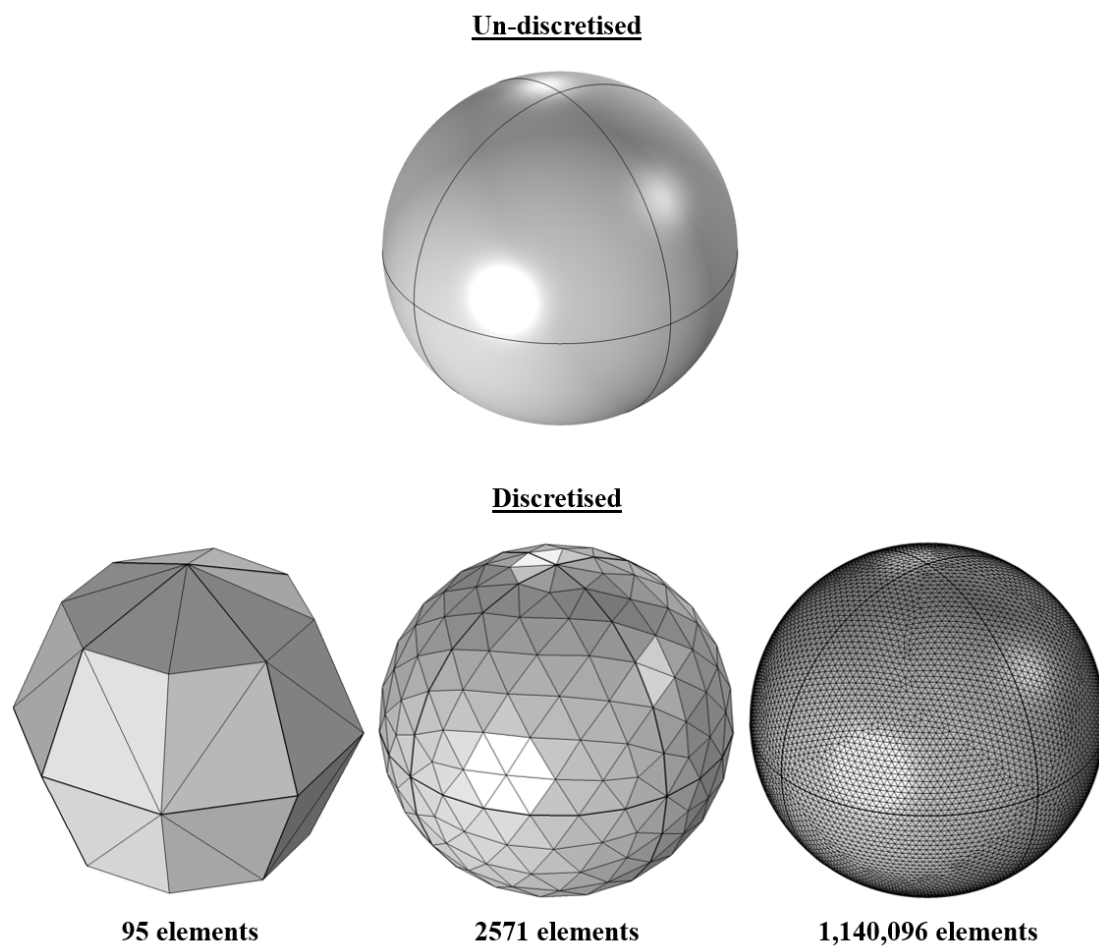 Un-discretised
Discretised
95 elements
2571 elements
1,140,096 elements